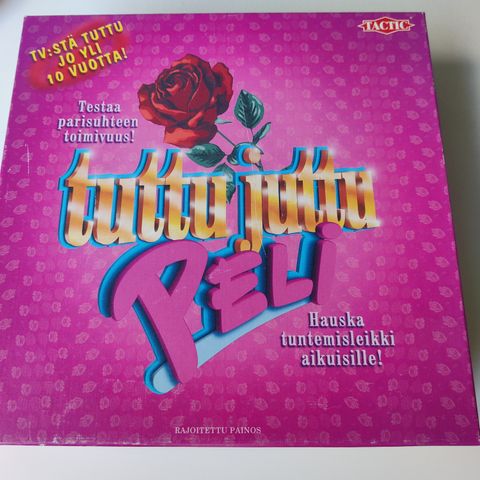 TV:STÄ TUTTU
JO YLI
10 VUOTTA!
TACTIC
Testaa
parisuhteen
toimivuus!
tuttu juttu
PELI
Hauska
tuntemisleikki
aikuisille!
RAJOITETTU PAINOS